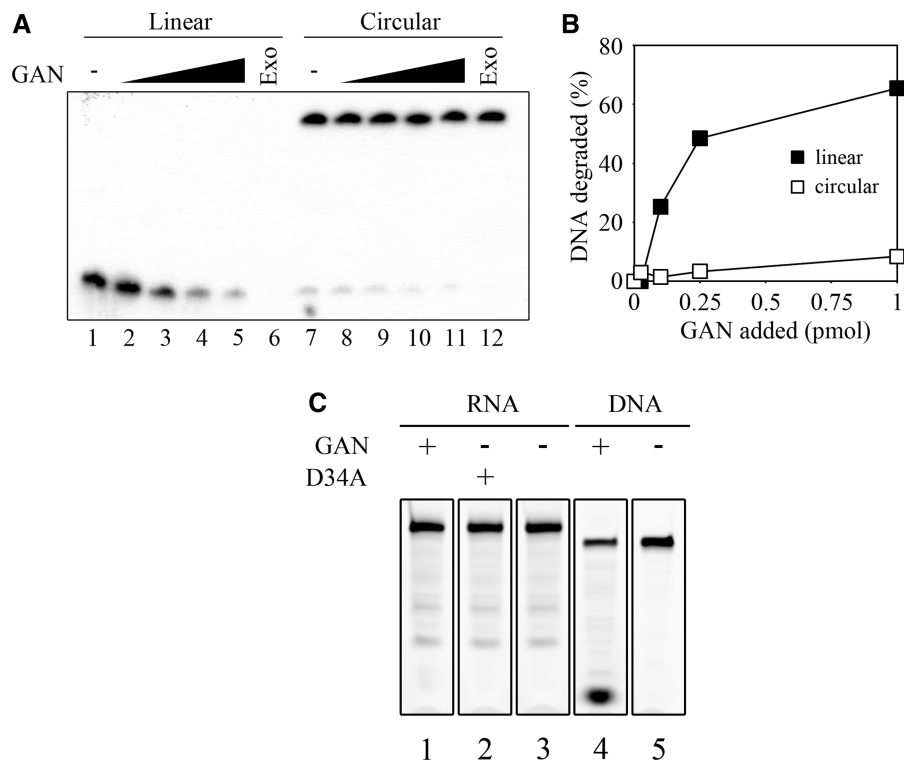 A
Linear Circular
GAN - Exo - Exo
1 2 3 4 5 6 7 8 9 10 11 12
B
80
60
40
20
0
DNA degraded (%)
linear
circular
0 0.25 0.5 0.75 1
GAN added (pmol)
C
RNA DNA
GAN + - - + -
D34A +
1 2 3 4 5